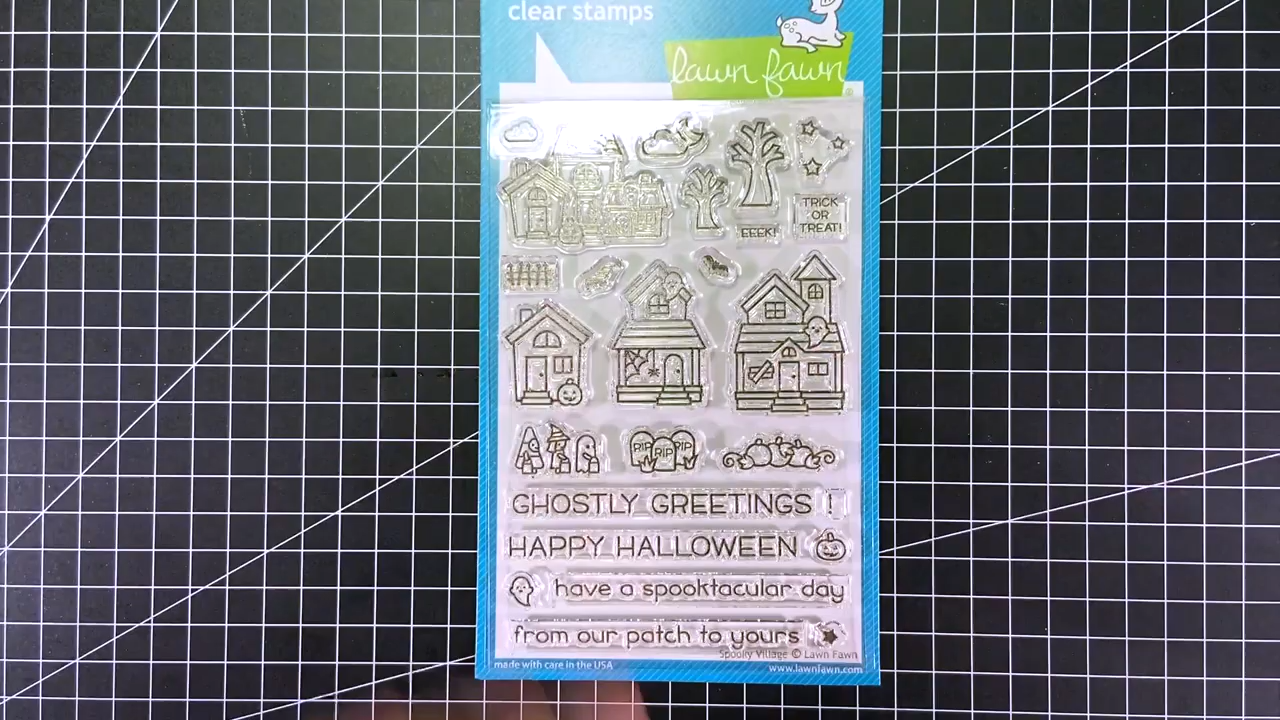 clear stamps
lawn fawn
TRICK
OR
TREAT!
EEEK!
RIP RIP RIP
GHOSTLY GREETINGS !
HAPPY HALLOWEEN
have a spooktacular day
from our patch to yours
Spooky Village © Lawn Fawn
made with care in the USA
www.lawnfawn.com